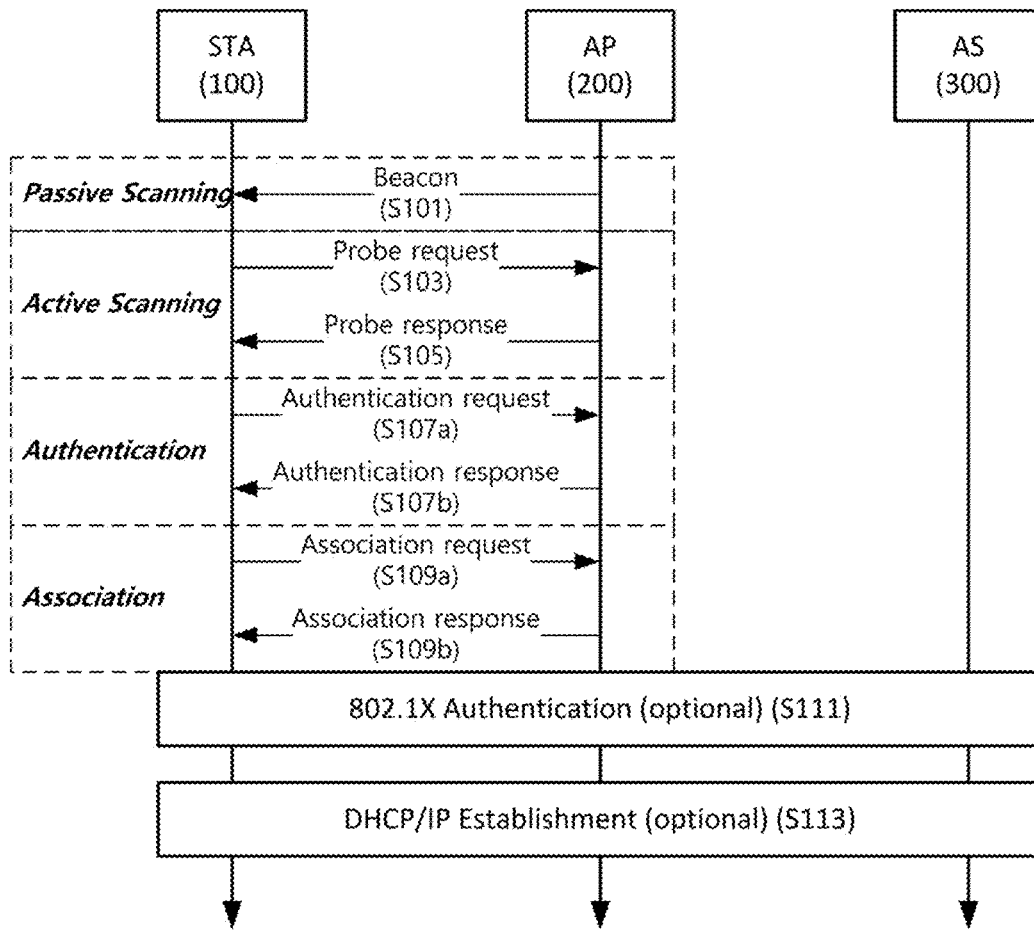 STA
(100)
AP
(200)
AS
(300)
Passive Scanning
Beacon
(S101)
Active Scanning
Probe request
(S103)
Probe response
(S105)
Authentication
Authentication request
(S107a)
Authentication response
(S107b)
Association
Association request
(S109a)
Association response
(S109b)
802.1X Authentication (optional) (S111)
DHCP/IP Establishment (optional) (S113)